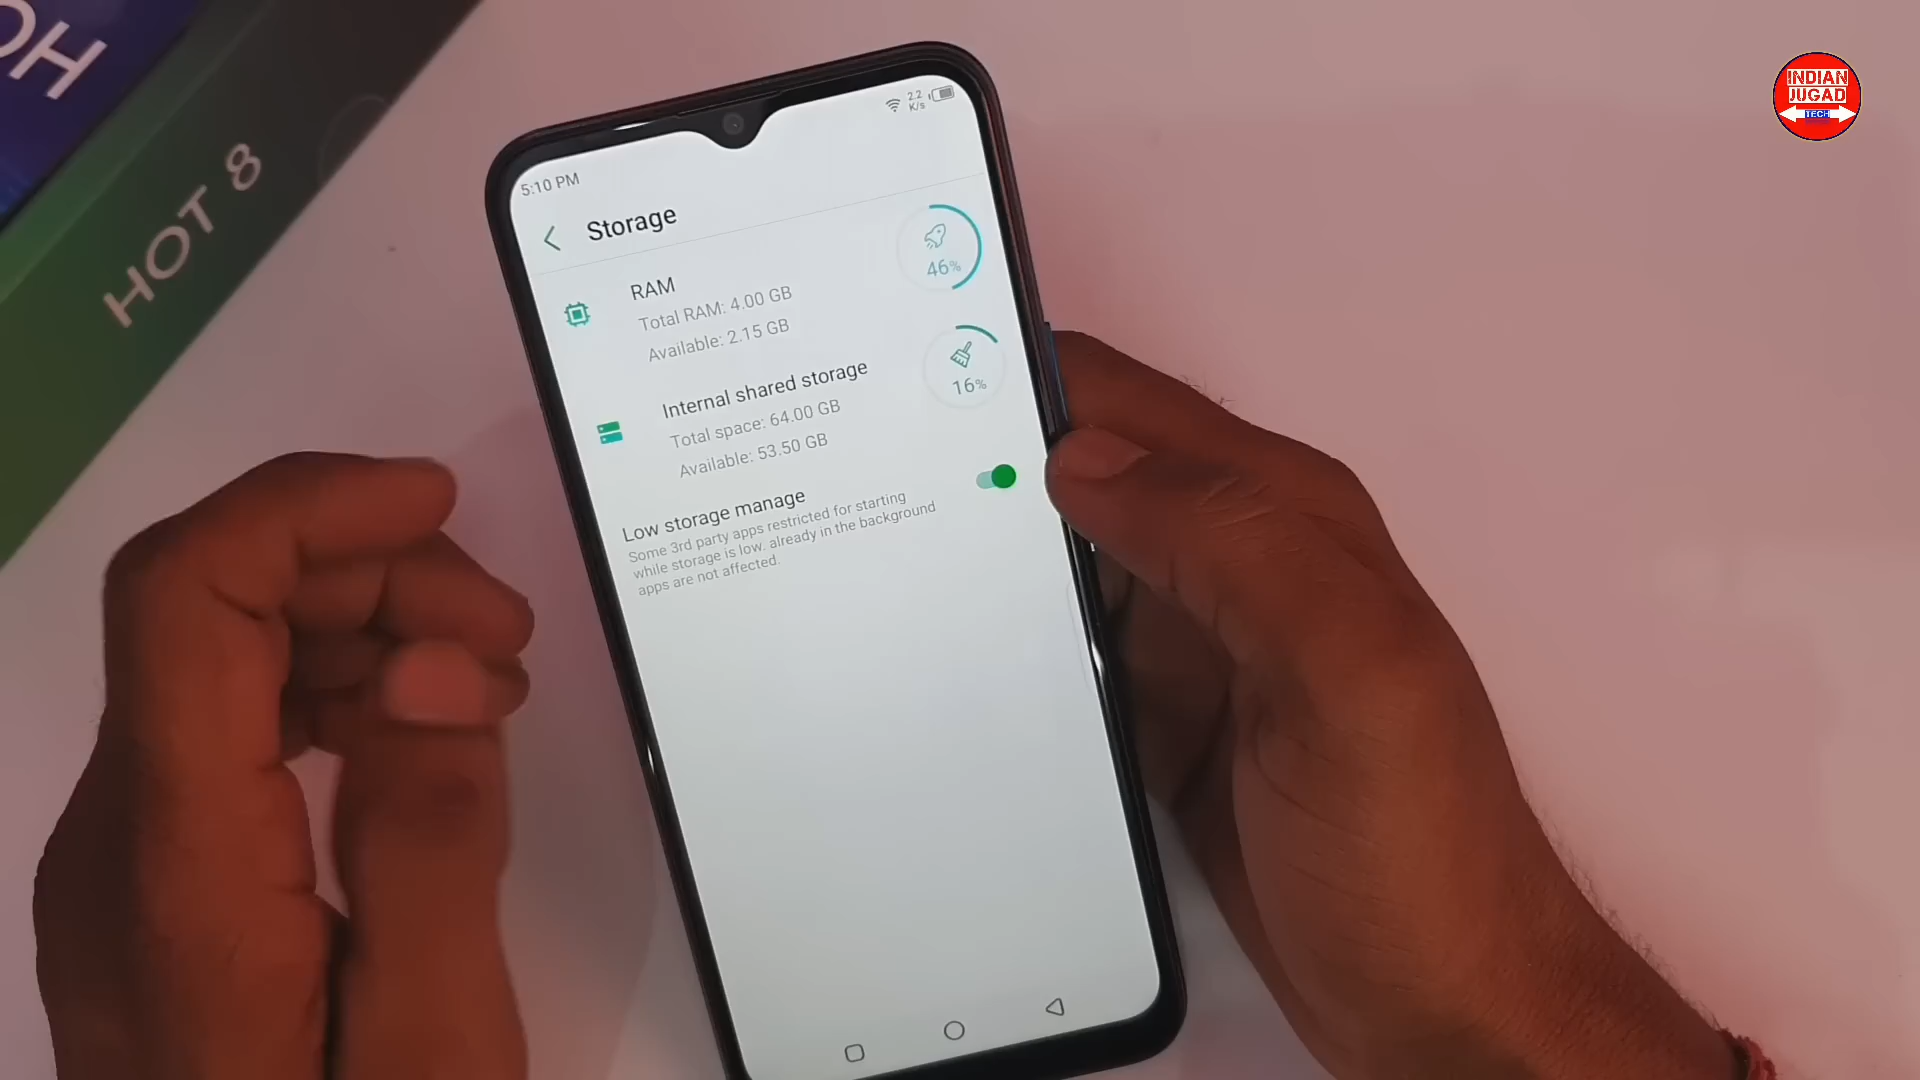 HOT 8
INDIAN
JUGAD
TECH
2.2
K/s
5:10 PM
Storage
RAM
Total RAM: 4.00 GB
Available: 2.15 GB
46%
Internal shared storage
Total space: 64.00 GB
Available: 53.50 GB
16%
Low storage manage
Some 3rd party apps restricted for starting
while storage is low. already in the background
apps are not affected.